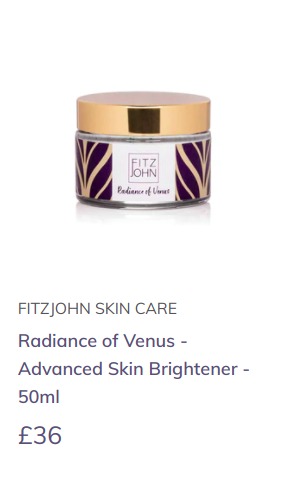 FITZ
JOHN
Radiance of Venus
FITZJOHN SKIN CARE
Radiance of Venus -
Advanced Skin Brightener -
50ml
£36